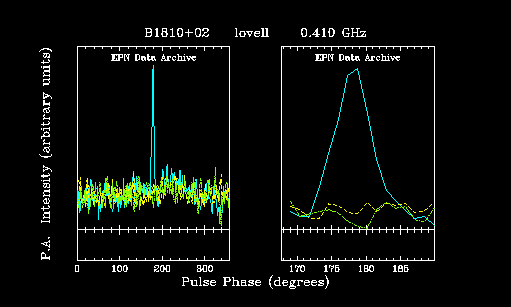 B1810+02 lovell 0.410 GHz
EPN Data Archive EPN Data Archive
P.A. Intensity (arbitrary units)
0 100 200 300 170 175 180 185
Pulse Phase (degrees)